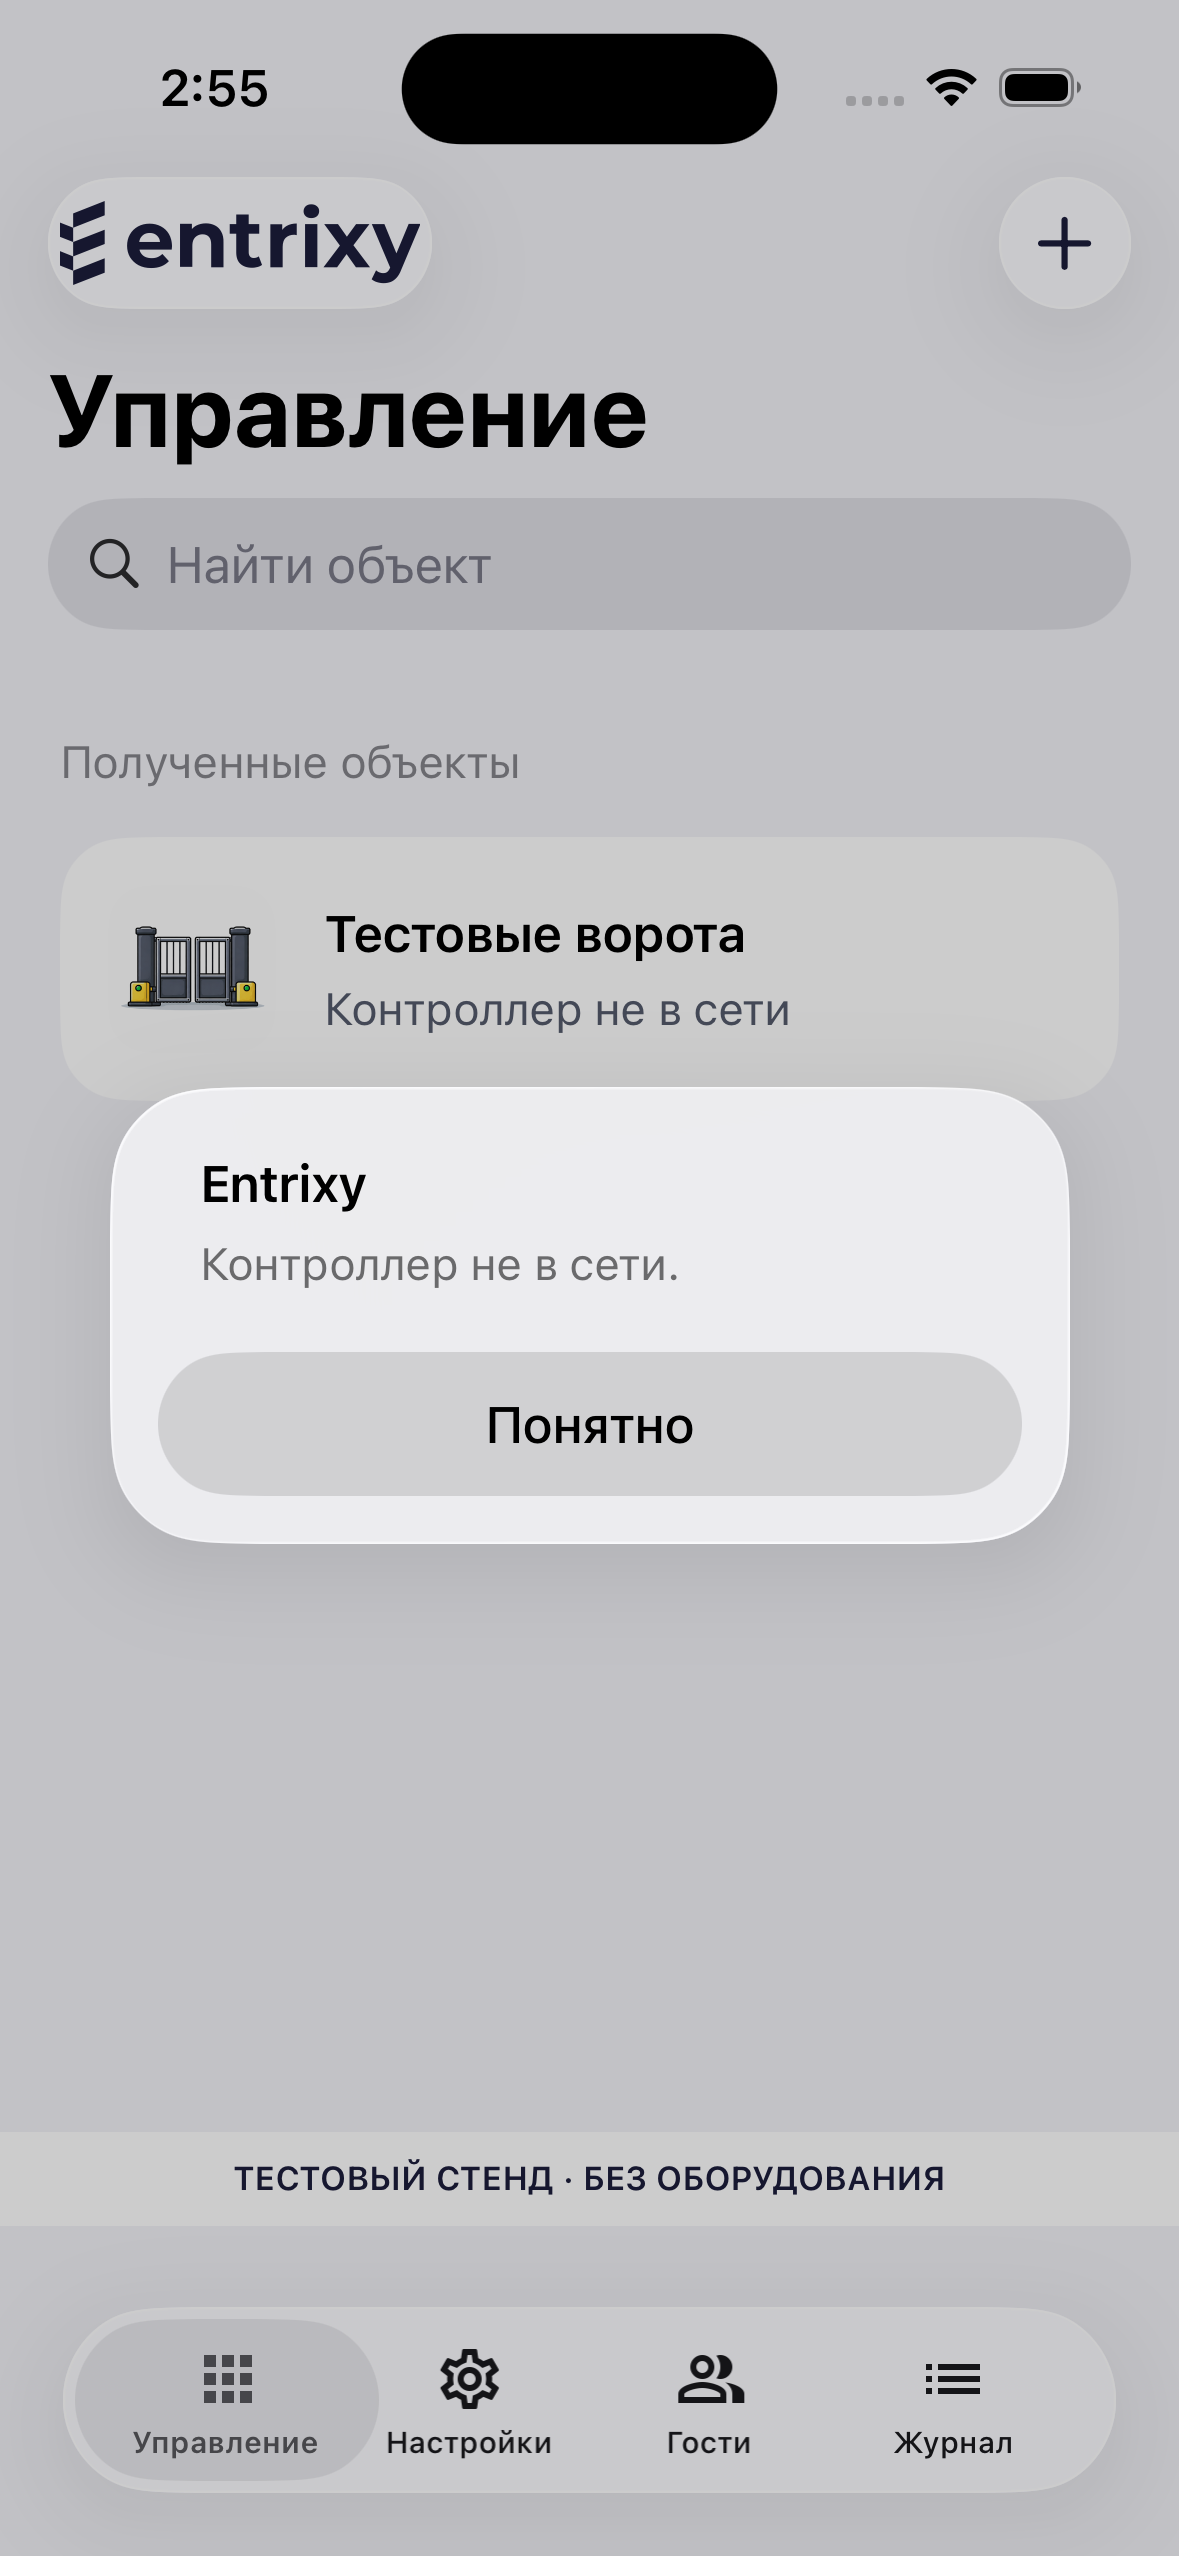 2:55
entrixy
Управление
Найти объект
Полученные объекты
Тестовые ворота
Контроллер не в сети
Entrixy
Контроллер не в сети.
Понятно
ТЕСТОВЫЙ СТЕНД · БЕЗ ОБОРУДОВАНИЯ
Управление
Настройки
Гости
Журнал